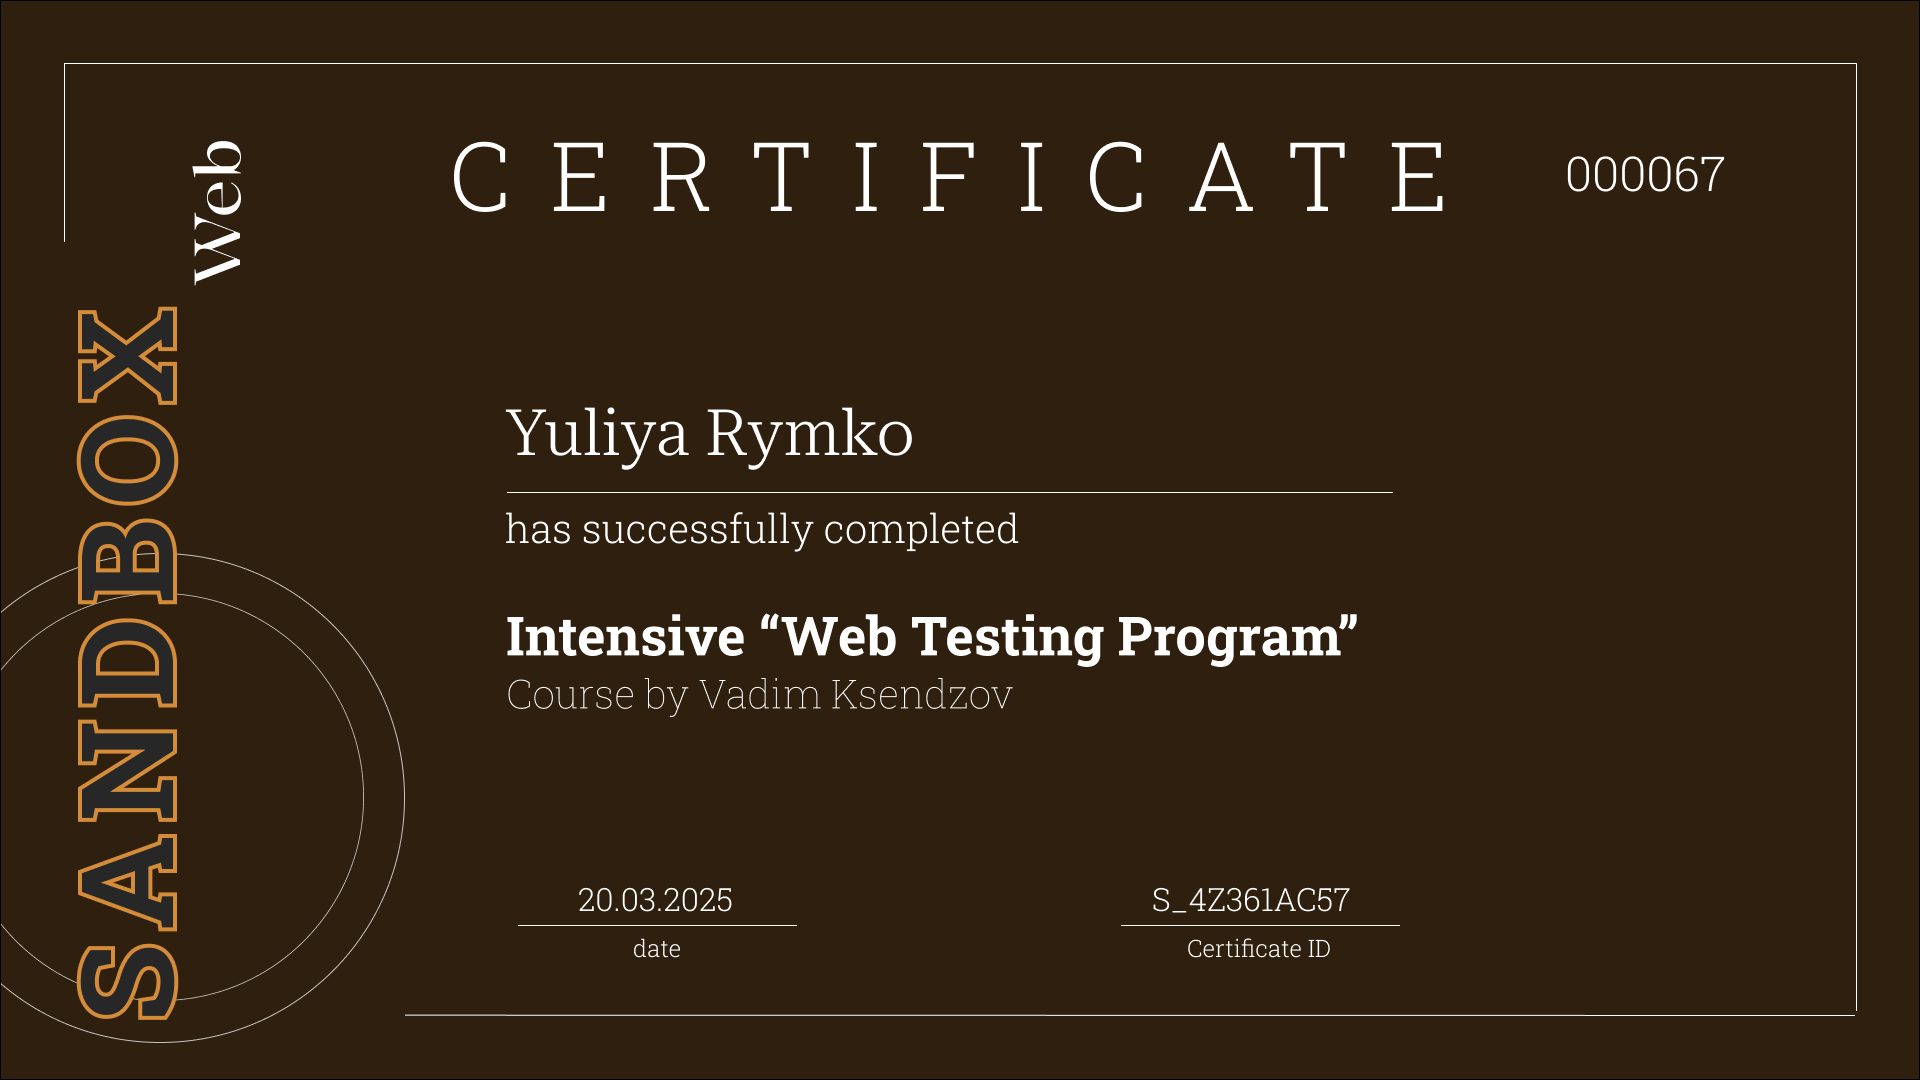 CERTIFICATE
000067
Web
SANDBOX
Yuliya Rymko
has successfully completed
Intensive “Web Testing Program”
Course by Vadim Ksendzov
20.03.2025
date
S_4Z361AC57
Certificate ID